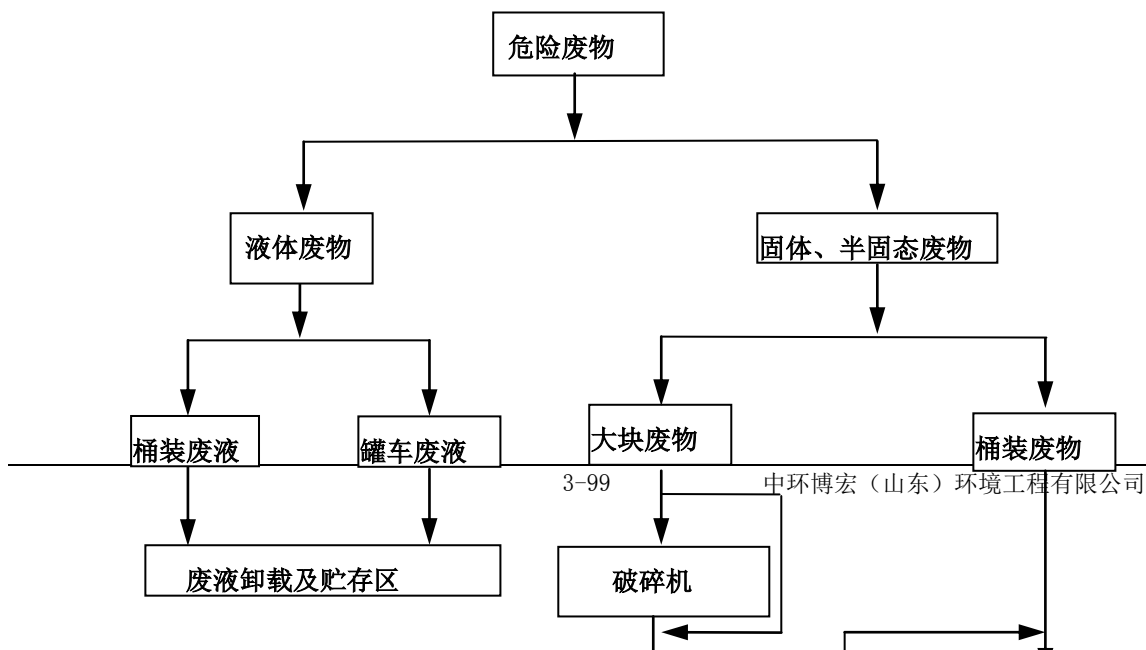 危险废物
液体废物
固体、半固态废物
桶装废液
罐车废液
大块废物
桶装废物
3-99
中环博宏（山东）环境工程有限公司
废液卸载及贮存区
破碎机